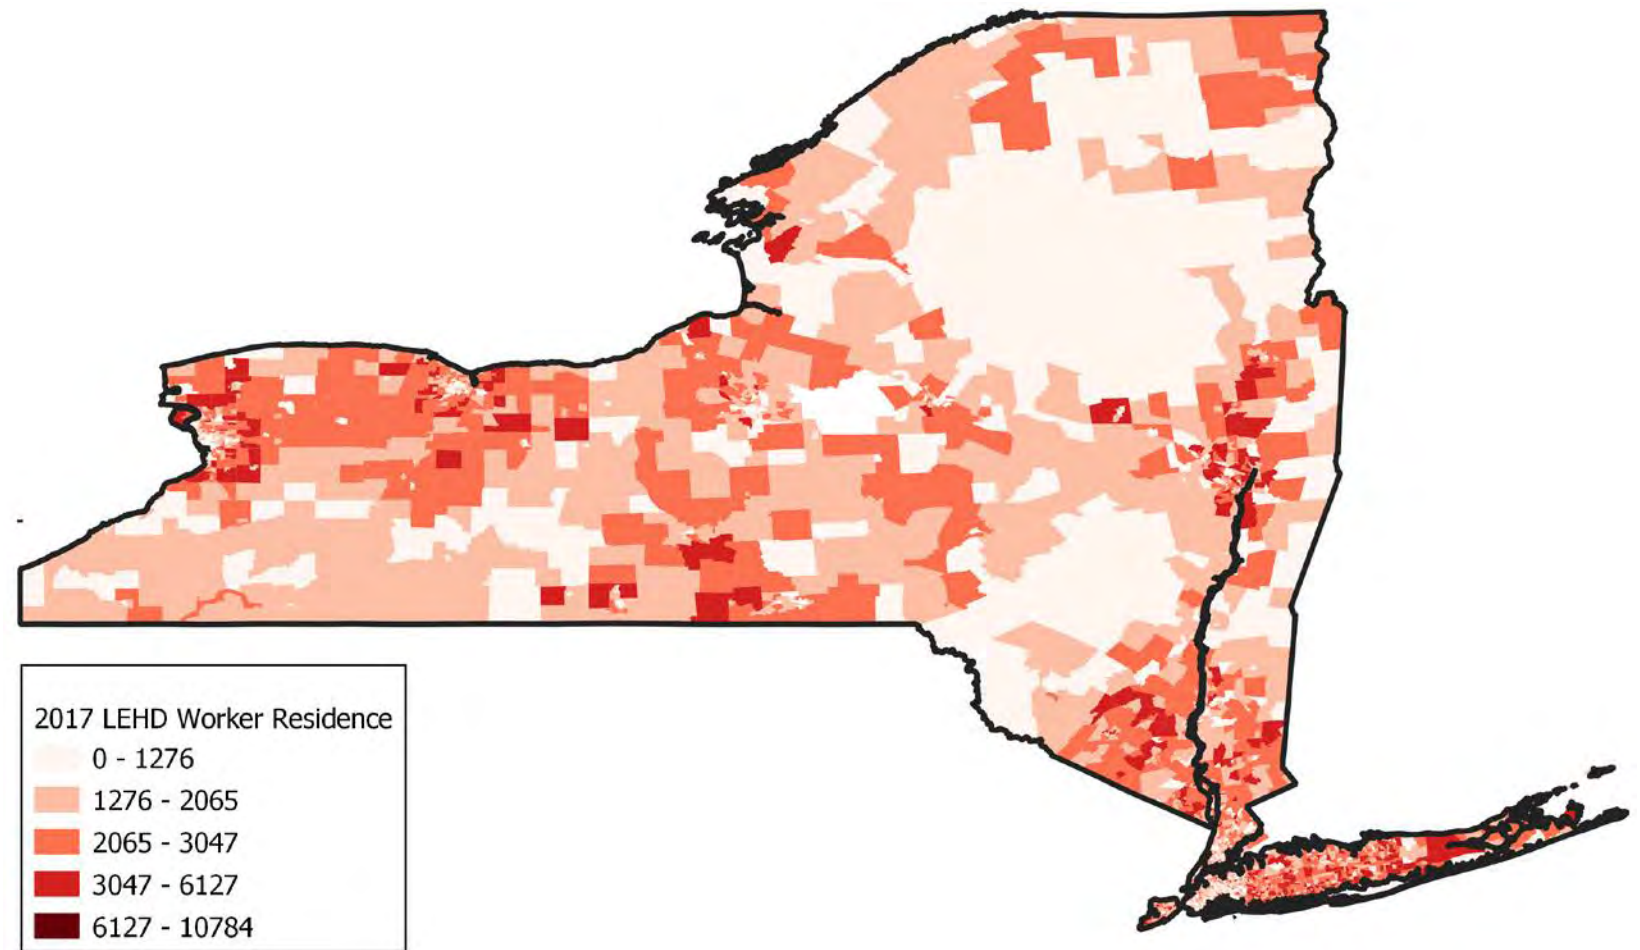 2017 LEHD Worker Residence
0 - 1276
1276 - 2065
2065 - 3047
3047 - 6127
6127 - 10784